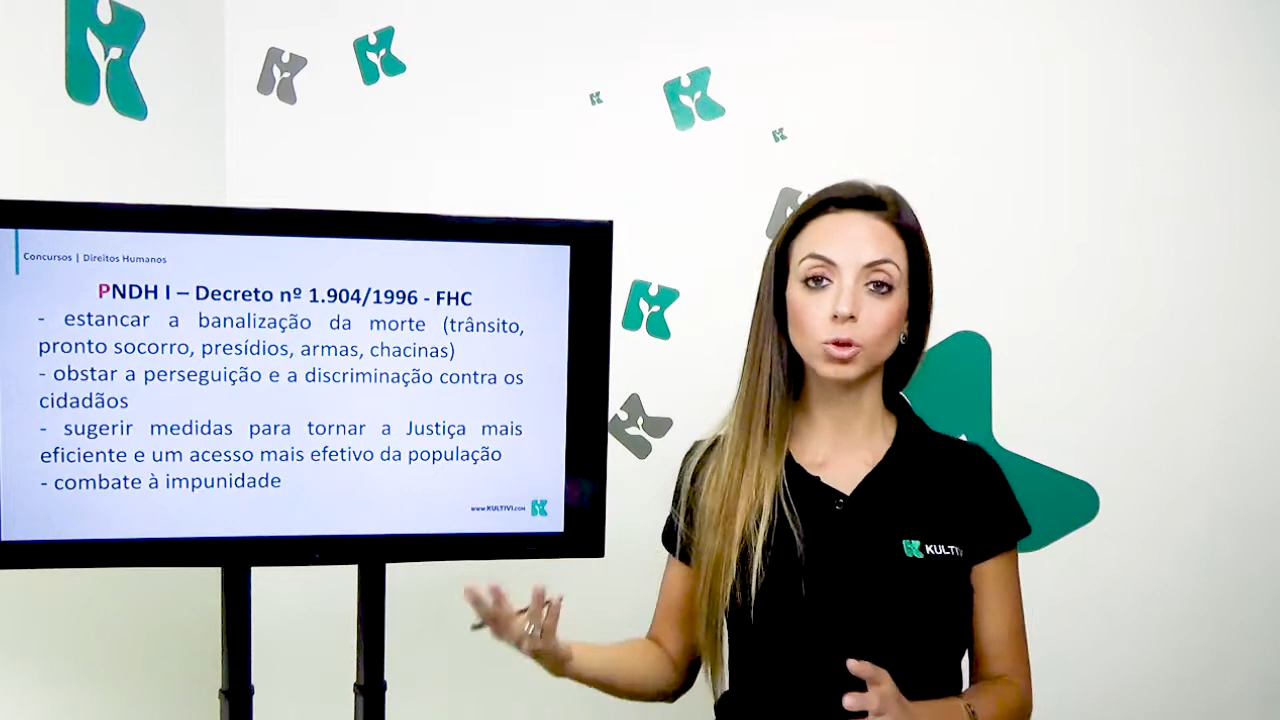 Concursos | Direitos Humanos
PNDH I – Decreto nº 1.904/1996 - FHC
- estancar a banalização da morte (trânsito,
pronto socorro, presídios, armas, chacinas)
- obstar a perseguição e a discriminação contra os
cidadãos
- sugerir medidas para tornar a Justiça mais
eficiente e um acesso mais efetivo da população
- combate à impunidade
www.KULTIVI.com
KULTIVI